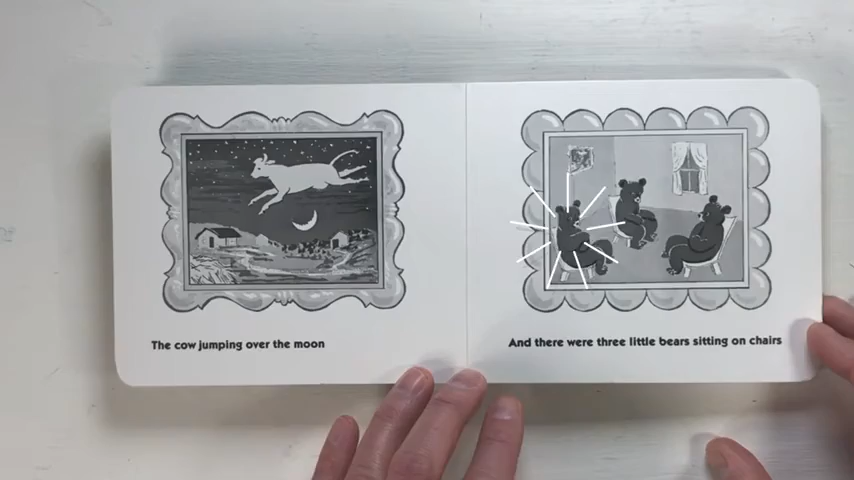 The cow jumping over the moon
And there were three little bears sitting on chairs